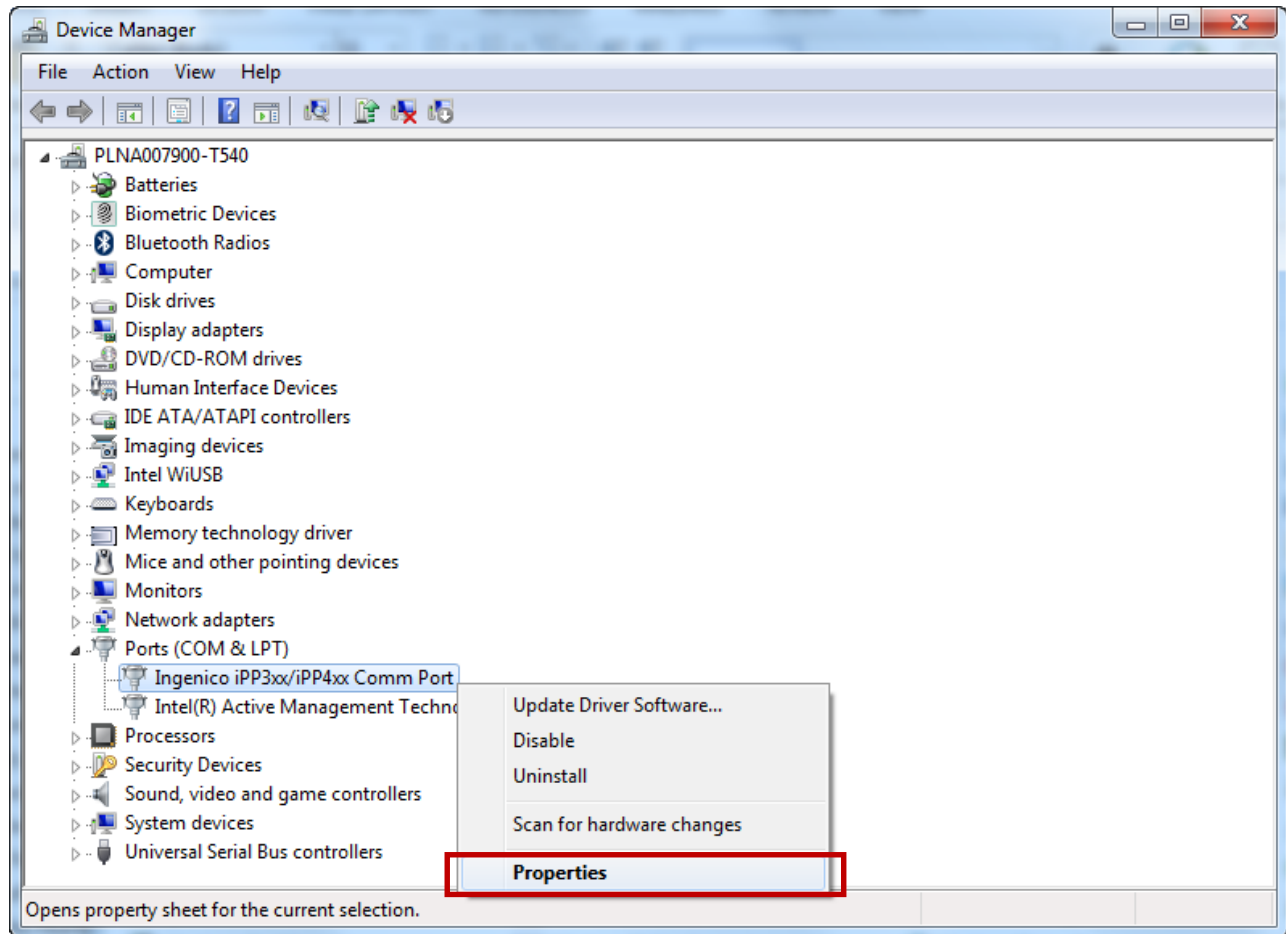 Device Manager
File Action View Help
PLNA007900-T540
Batteries
Biometric Devices
Bluetooth Radios
Computer
Disk drives
Display adapters
DVD/CD-ROM drives
Human Interface Devices
IDE ATA/ATAPI controllers
Imaging devices
Intel WiUSB
Keyboards
Memory technology driver
Mice and other pointing devices
Monitors
Network adapters
Ports (COM & LPT)
Ingenico iPP3xx/iPP4xx Comm Port
Intel(R) Active Management Techno
Processors
Security Devices
Sound, video and game controllers
System devices
Universal Serial Bus controllers
Update Driver Software...
Disable
Uninstall
Scan for hardware changes
Properties
Opens property sheet for the current selection.